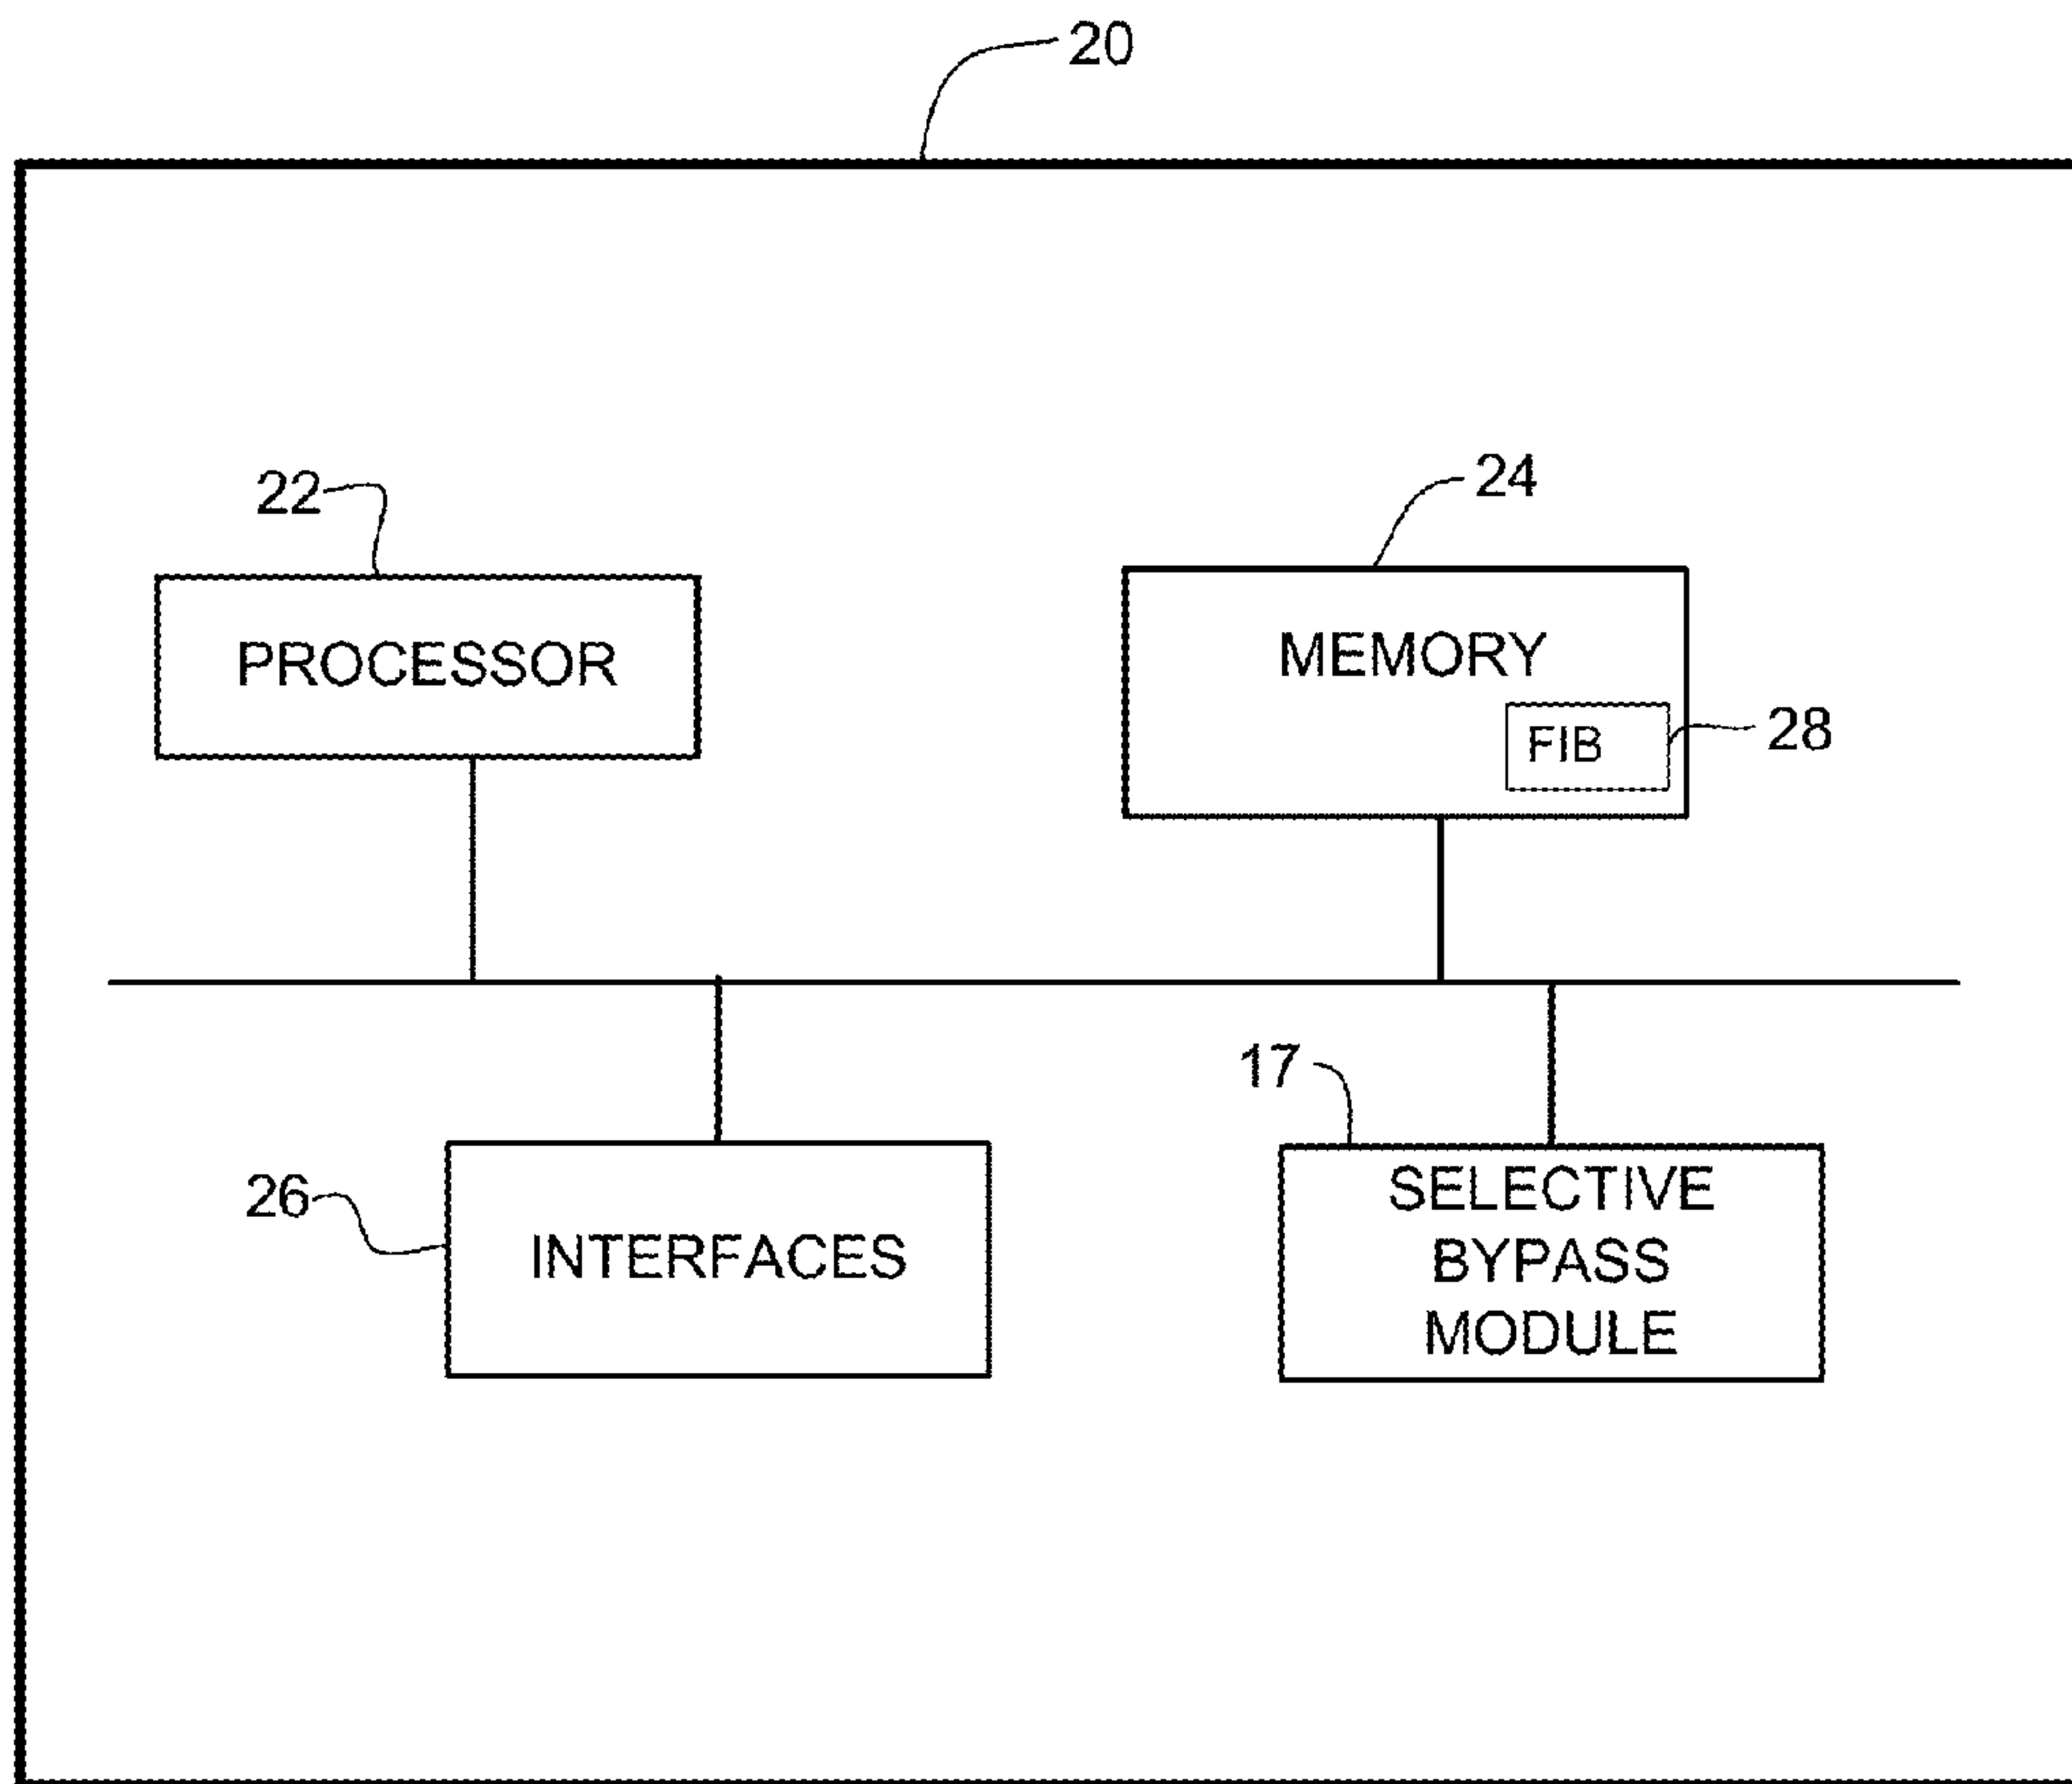 20
22
24
PROCESSOR
MEMORY
FIB
28
17
26
INTERFACES
SELECTIVE
BYPASS
MODULE